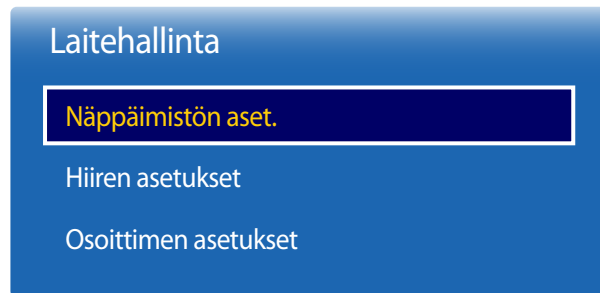 Laitehallinta
Näppäimistön aset.
Hiiren asetukset
Osoittimen asetukset